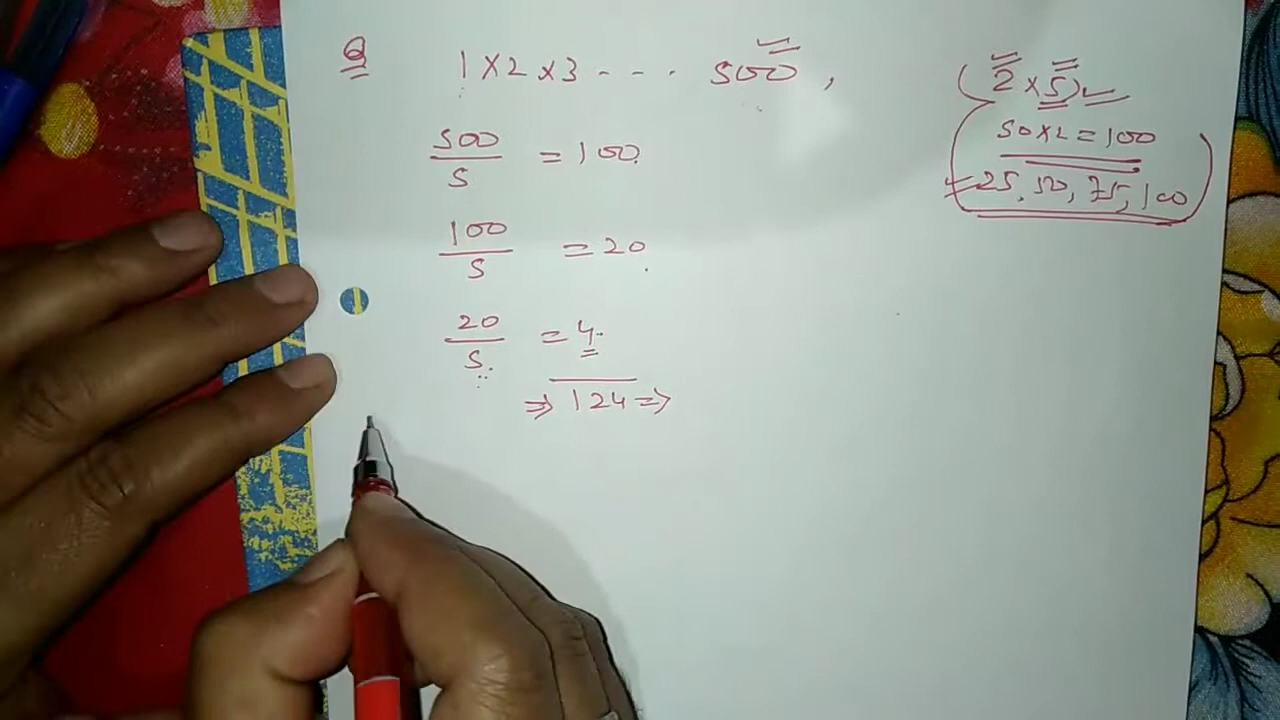 Q 1 × 2 × 3 - - - . 500 ,
500/5 = 100.
100/5 = 20
20/5. = 4.
⇒ 124 ⇒
(2 × 5)
50 × 2 = 100
25, 50, 75, 100